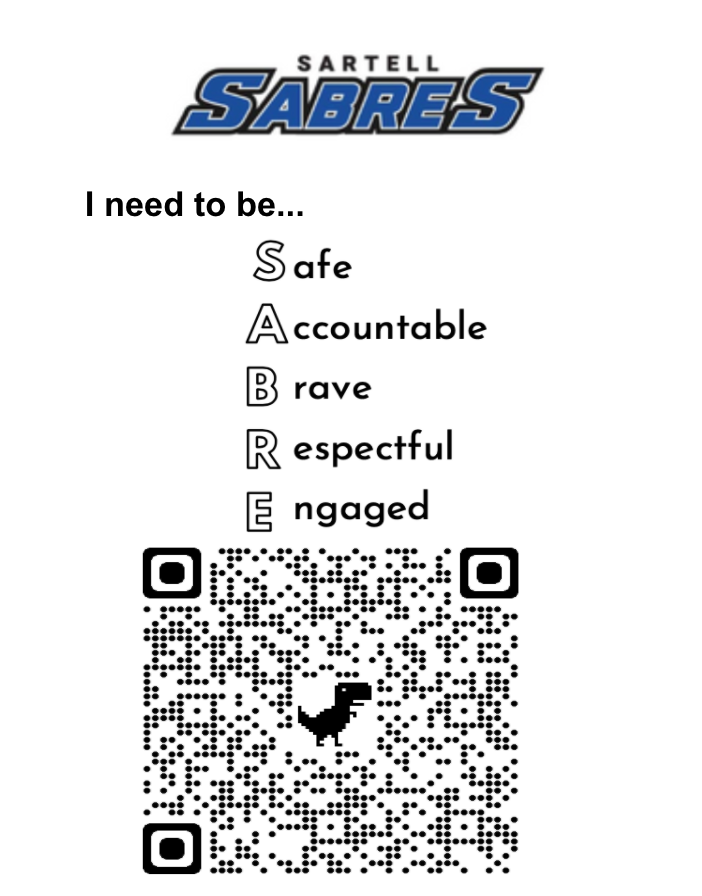 SARTELL
SABRES
I need to be...
Safe
Accountable
Brave
Respectful
Engaged